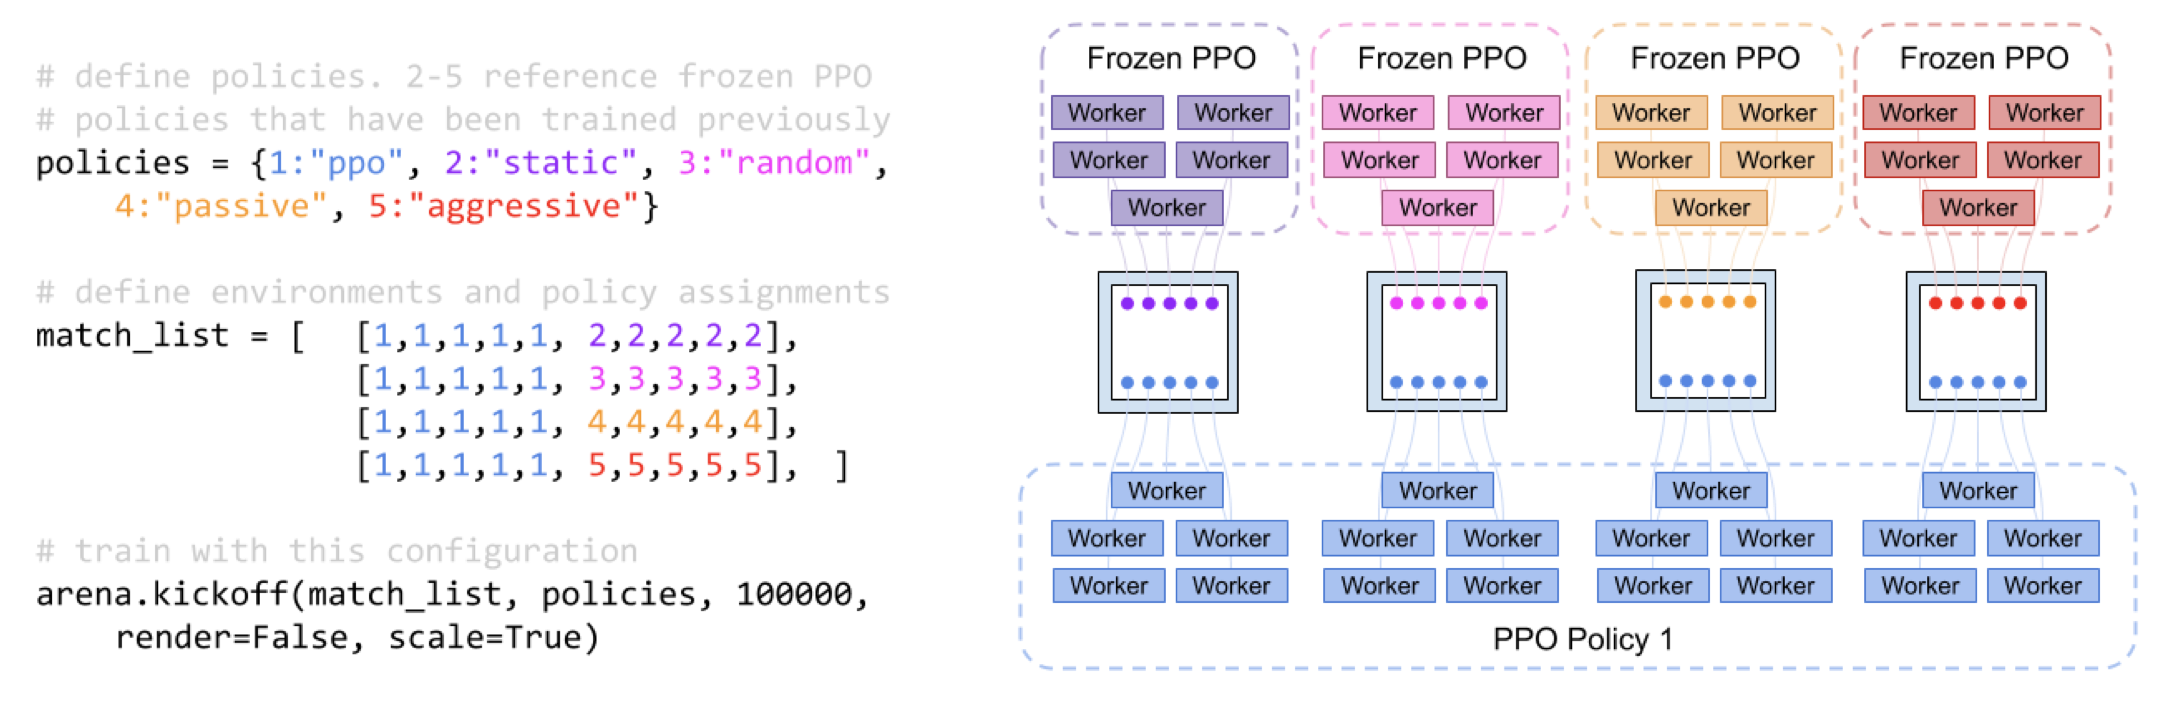 # define policies. 2-5 reference frozen PPO
# policies that have been trained previously
policies = {1:"ppo", 2:"static", 3:"random",
    4:"passive", 5:"aggressive"}
# define environments and policy assignments
match_list = [ [1,1,1,1,1, 2,2,2,2,2],
[1,1,1,1,1, 3,3,3,3,3],
[1,1,1,1,1, 4,4,4,4,4],
[1,1,1,1,1, 5,5,5,5,5], ]
# train with this configuration
arena.kickoff(match_list, policies, 100000,
    render=False, scale=True)
Frozen PPO Frozen PPO Frozen PPO Frozen PPO
Worker Worker Worker Worker Worker Worker Worker Worker
Worker Worker Worker Worker Worker Worker Worker Worker
Worker Worker Worker Worker
Worker Worker Worker Worker
Worker Worker Worker Worker Worker Worker Worker Worker
Worker Worker Worker Worker Worker Worker Worker Worker
PPO Policy 1